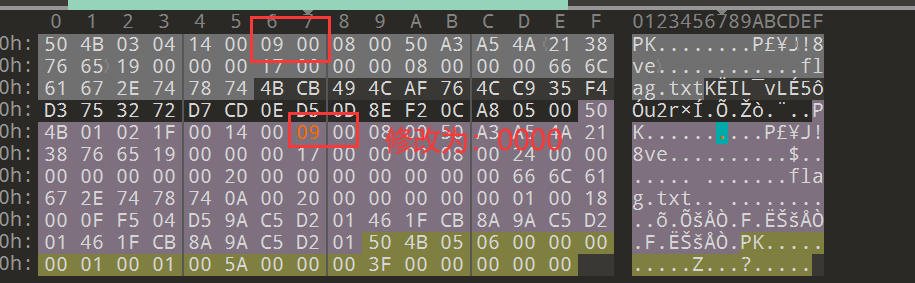 0 1 2 3 4 5 6 7 8 9 A B C D E F 0123456789ABCDEF
0h: 50 4B 03 04 14 00 09 00 08 00 50 A3 A5 4A 21 38 PK........P£¥J!8
0h: 76 65 19 00 00 00 17 00 00 00 08 00 00 00 66 6C ve............fl
0h: 61 67 2E 74 78 74 4B CB 49 4C AF 76 4C C9 35 F4 ag.txtKËIL¯vLÉ5ô
0h: D3 75 32 72 D7 CD 0E D5 0D 8E F2 0C A8 05 00 50 Óu2r×Í.Õ.Žò.¨..P
0h: 4B 01 02 1F 00 14 00 09 00 08 00 50 A3 A5 4A 21 K..........P£¥J!
修改为：0000
0h: 38 76 65 19 00 00 00 17 00 00 00 08 00 24 00 00 8ve..........$..
0h: 00 00 00 00 00 20 00 00 00 00 00 00 00 66 6C 61 ..... .......fla
0h: 67 2E 74 78 74 0A 00 20 00 00 00 00 00 01 00 18 g.txt.. ........
0h: 00 0F F5 04 D5 9A C5 D2 01 46 1F CB 8A 9A C5 D2 ..õ.ÕšÅÒ.F.ËŠšÅÒ
0h: 01 46 1F CB 8A 9A C5 D2 01 50 4B 05 06 00 00 00 .F.ËŠšÅÒ.PK.....
0h: 00 01 00 01 00 5A 00 00 00 3F 00 00 00 00 00 .....Z...?.....